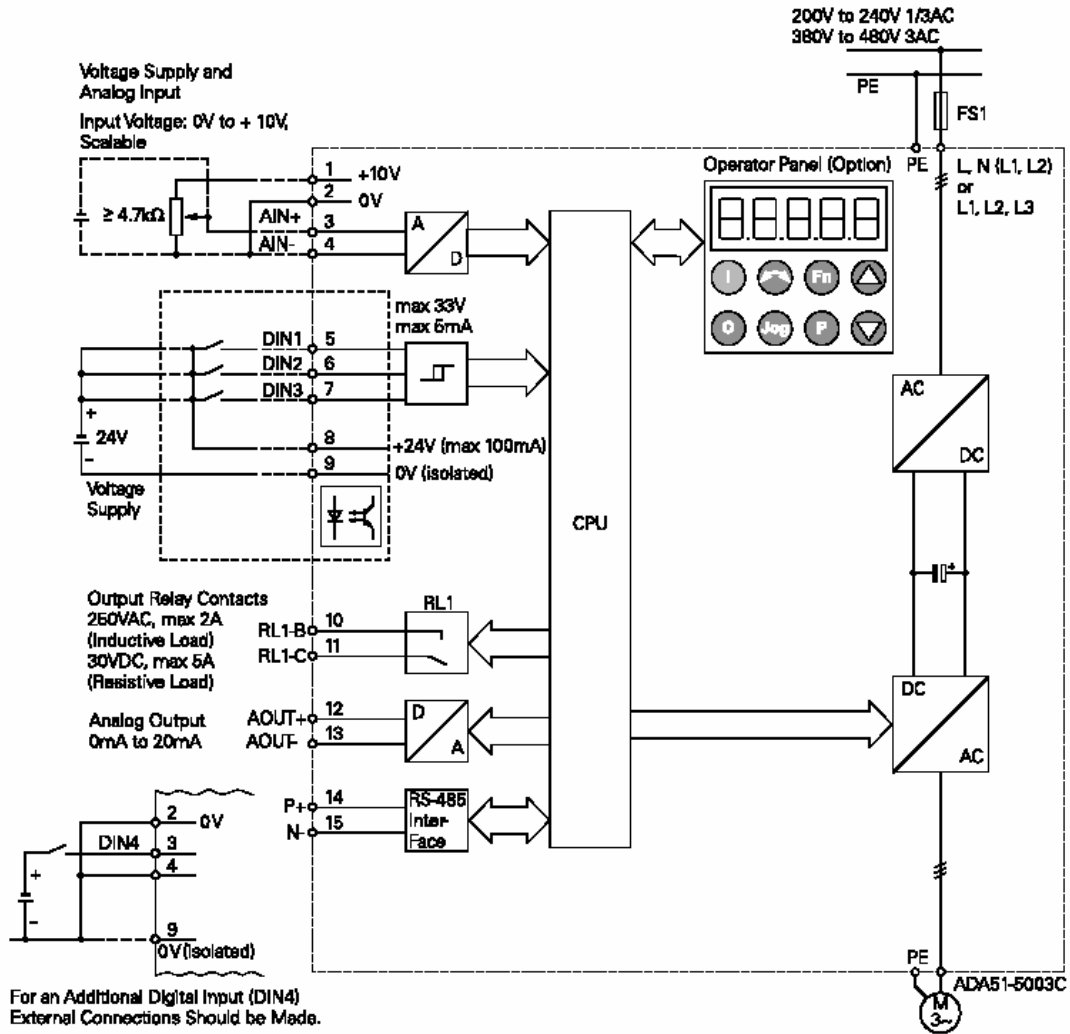 200V to 240V 1/3AC
380V to 480V 3AC
PE
FS1
Voltage Supply and
Analog Input
Input Voltage: 0V to + 10V,
Scalable
≥ 4.7kΩ
1
+10V
2
0V
AIN+
3
AIN-
4
A
D
Operator Panel (Option)
PE
L, N (L1, L2)
or
L1, L2, L3
8.8.8.8.8
I
Fn
0
Jog
P
max 33V
max 5mA
DIN1
5
DIN2
6
DIN3
7
+
24V
-
8
+24V (max 100mA)
9
0V (isolated)
Voltage
Supply
CPU
AC
DC
+
Output Relay Contacts
250VAC, max 2A
(Inductive Load)
30VDC, max 5A
(Resistive Load)
RL1
RL1-B
10
RL1-C
11
Analog Output
0mA to 20mA
AOUT+
12
AOUT-
13
D
A
DC
AC
P+
14
N-
15
RS-485
Inter-
Face
2
0V
DIN4
3
4
+
-
9
0V(isolated)
PE
ADA51-5003C
M
3~
For an Additional Digital Input (DIN4)
External Connections Should be Made.